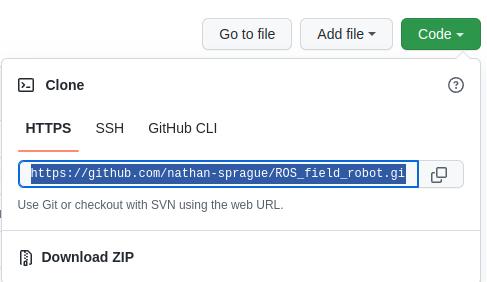 Go to file Add file Code
Clone
HTTPS SSH GitHub CLI
https://github.com/nathan-sprague/ROS_field_robot.gi
Use Git or checkout with SVN using the web URL.
Download ZIP